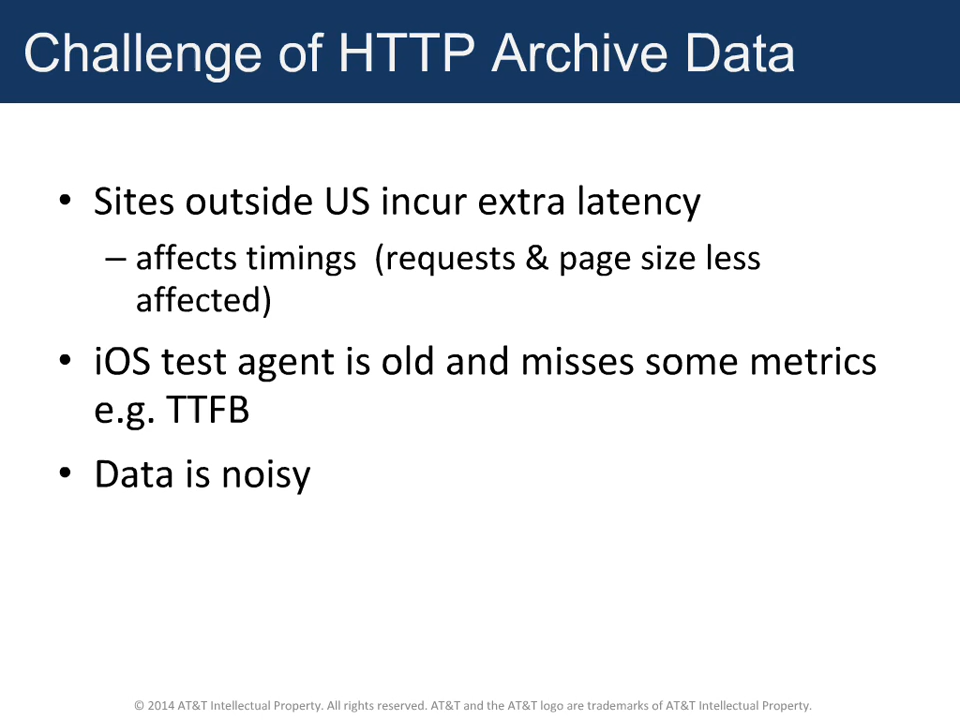 Challenge of HTTP Archive Data
• Sites outside US incur extra latency
– affects timings (requests & page size less
affected)
• iOS test agent is old and misses some metrics
e.g. TTFB
• Data is noisy
© 2014 AT&T Intellectual Property. All rights reserved. AT&T and the AT&T logo are trademarks of AT&T Intellectual Property.